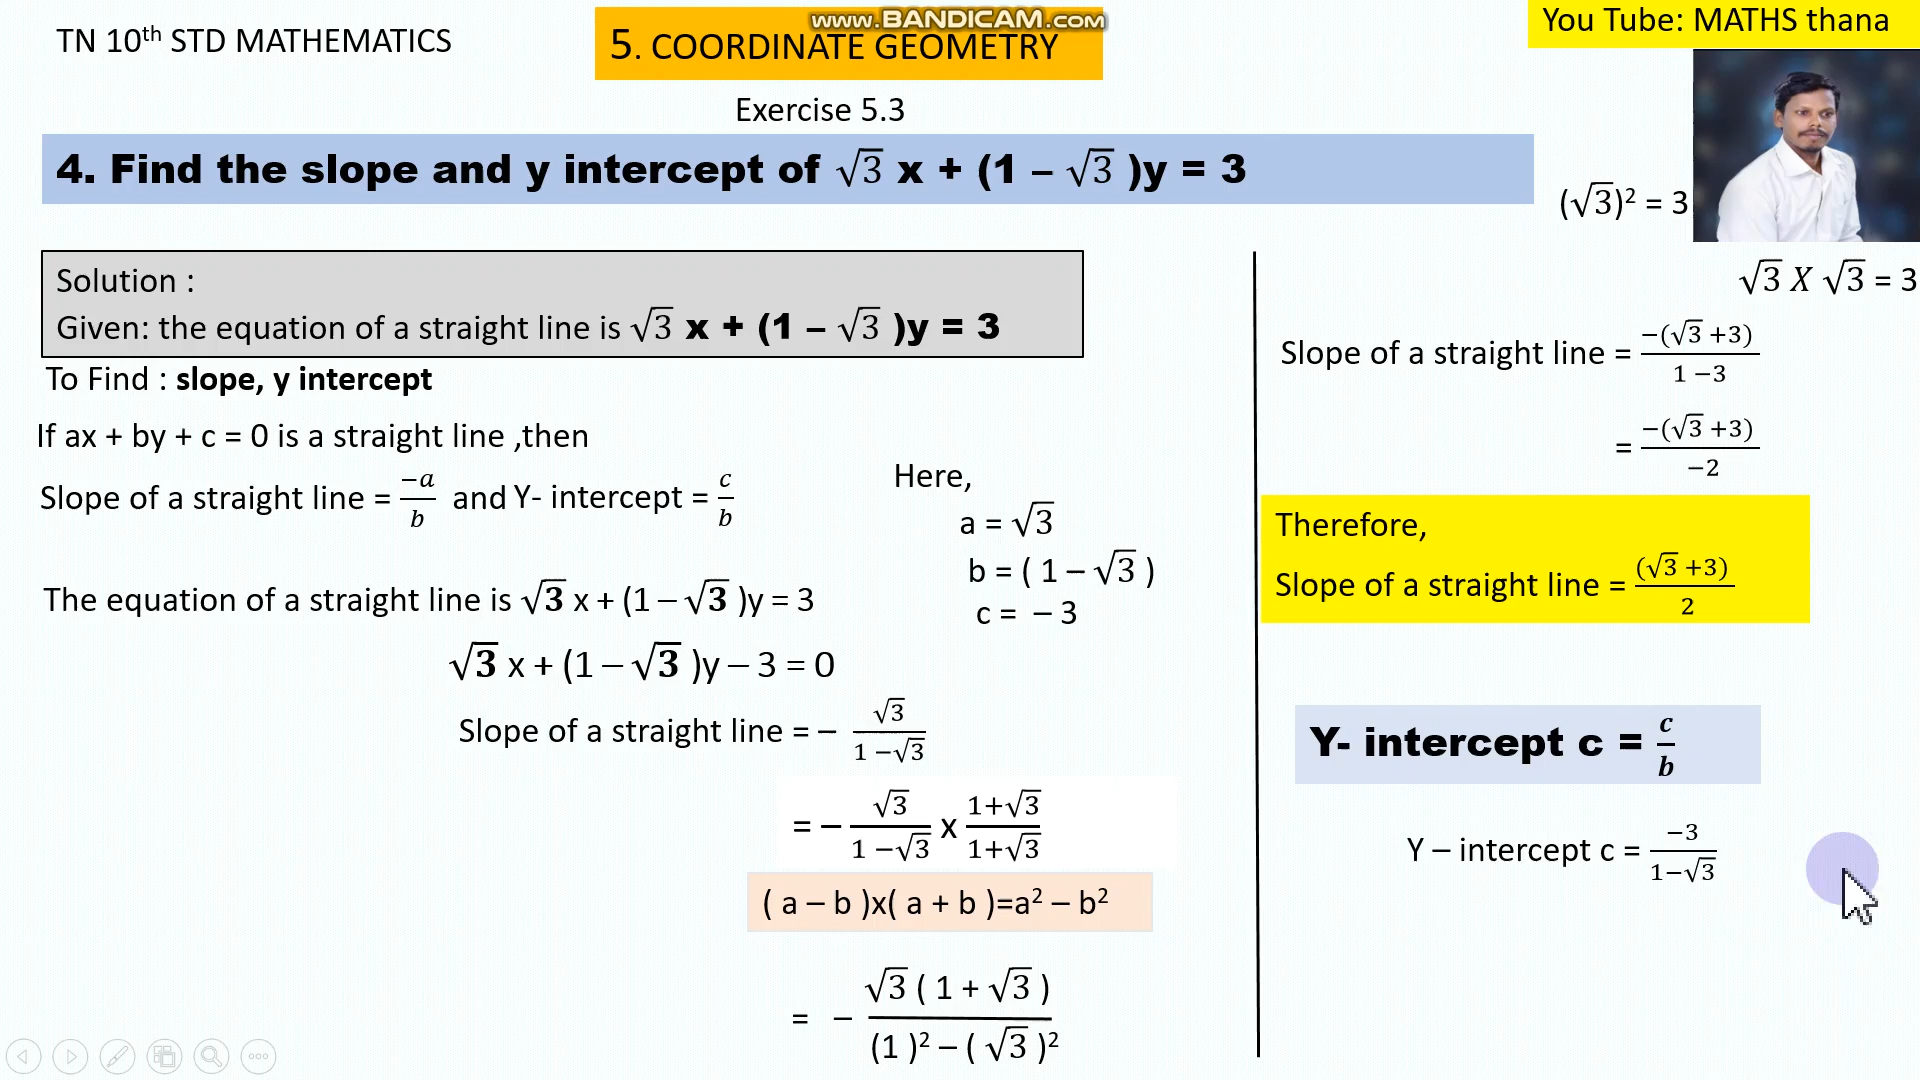 www.BANDICAM.com
TN 10th STD MATHEMATICS
5. COORDINATE GEOMETRY
You Tube: MATHS thana
Exercise 5.3
4. Find the slope and y intercept of √3 x + (1 – √3 )y = 3
(√3)² = 3
√3 X √3 = 3
Solution :
Given: the equation of a straight line is √3 x + (1 – √3 )y = 3
To Find : slope, y intercept
If ax + by + c = 0 is a straight line ,then
Slope of a straight line = −a/b and Y- intercept = c/b
Here,
a = √3
b = ( 1 – √3 )
c = – 3
The equation of a straight line is √3 x + (1 – √3 )y = 3
√3 x + (1 – √3 )y – 3 = 0
Slope of a straight line = – √3/(1 −√3)
= – √3/(1 −√3) x (1+√3)/(1+√3)
( a – b )x( a + b )=a² – b²
= – √3 ( 1 + √3 )/((1 )² – ( √3 )²)
Slope of a straight line = −(√3 +3)/(1 −3)
= −(√3 +3)/−2
Therefore,
Slope of a straight line = (√3 +3)/2
Y- intercept c = c/b
Y – intercept c = −3/(1−√3)